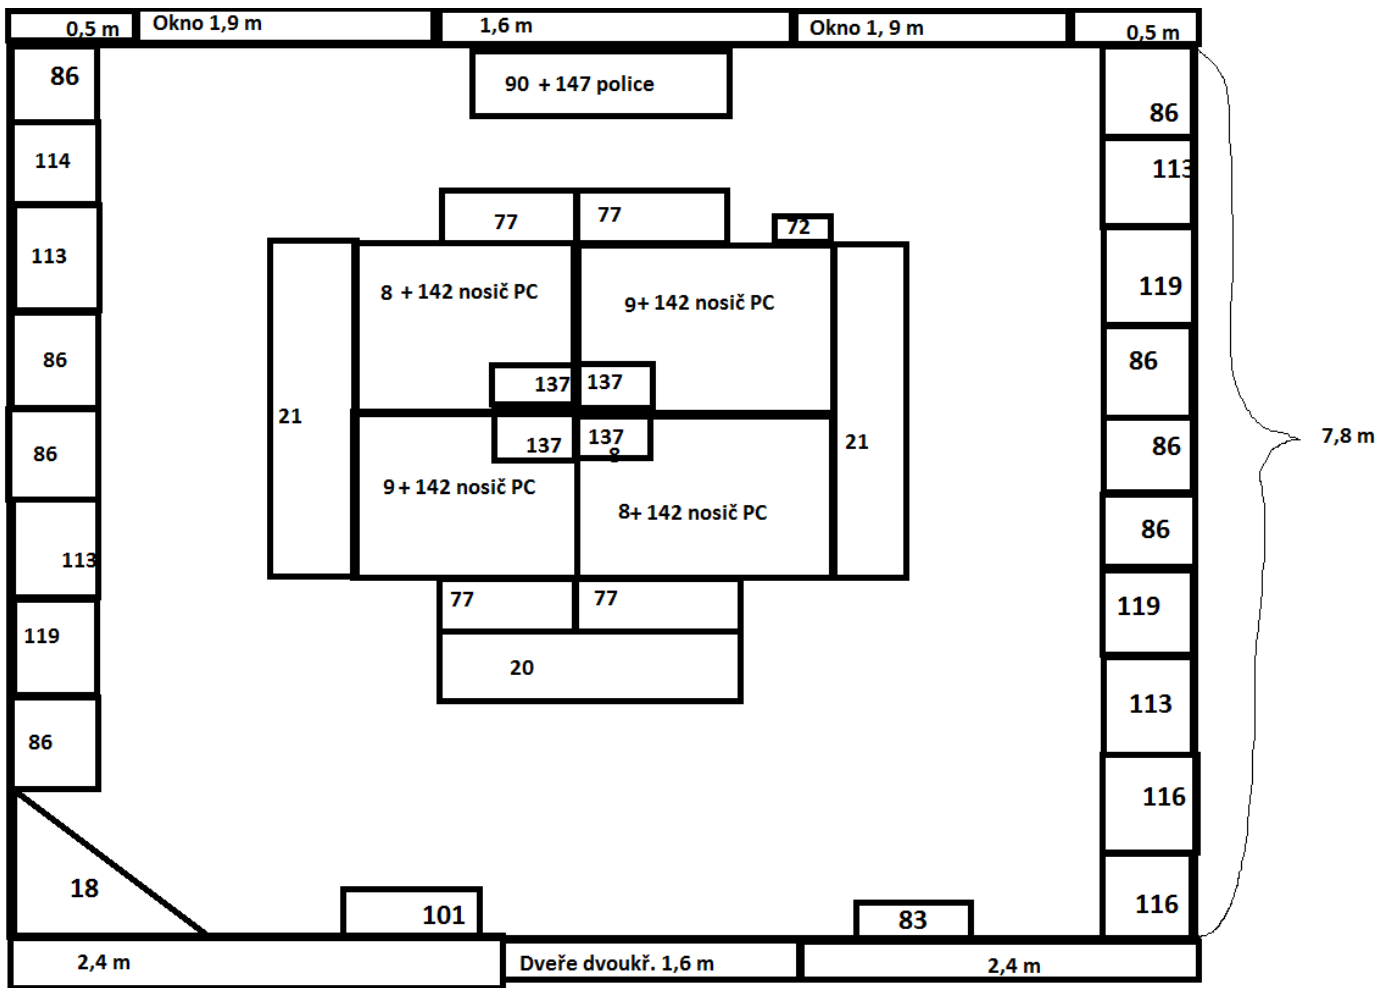 0,5 m
Okno 1,9 m
1,6 m
Okno 1, 9 m
0,5 m
86
90 + 147 police
86
114
113
77
77
72
113
8 + 142 nosič PC
9+ 142 nosič PC
119
86
137
137
86
21
21
86
137
137
8
86
9+ 142 nosič PC
8+ 142 nosič PC
86
113
77
77
119
119
20
86
113
116
18
101
83
116
2,4 m
Dveře dvoukř. 1,6 m
2,4 m
7,8 m